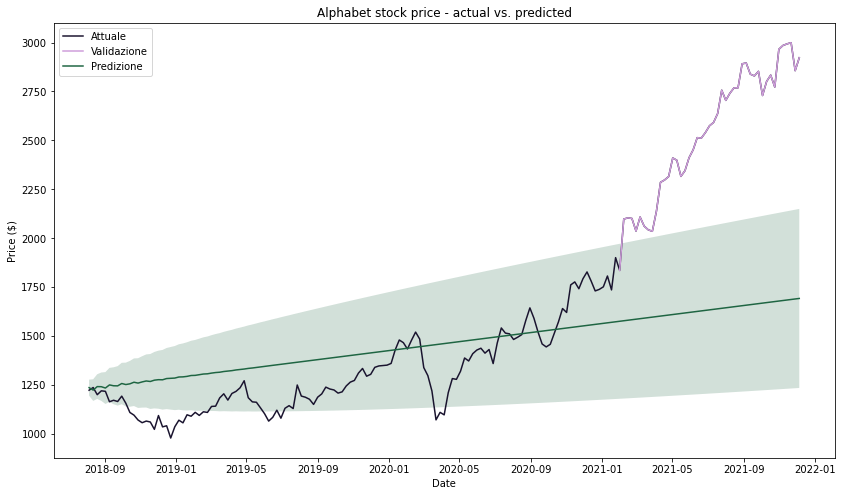 Alphabet stock price - actual vs. predicted
Attuale
Validazione
Predizione
Price ($)
3000
2750
2500
2250
2000
1750
1500
1250
1000
2018-09 2019-01 2019-05 2019-09 2020-01 2020-05 2020-09 2021-01 2021-05 2021-09 2022-01
Date